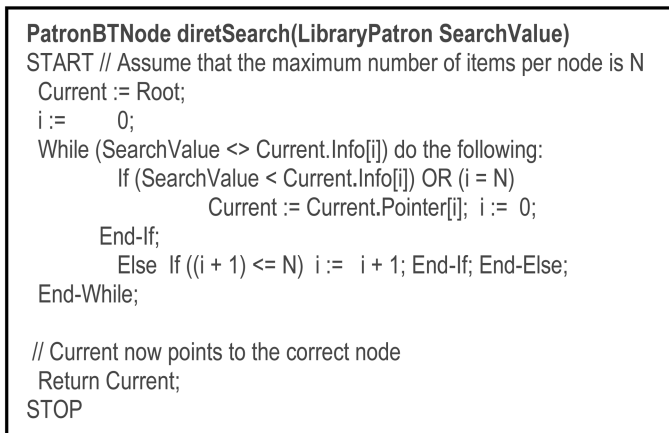 PatronBTNode diretSearch(LibraryPatron SearchValue)
START // Assume that the maximum number of items per node is N
Current := Root;
i := 0;
While (SearchValue <> Current.Info[i]) do the following:
If (SearchValue < Current.Info[i]) OR (i = N)
Current := Current.Pointer[i]; i := 0;
End-If;
Else If ((i + 1) <= N) i := i + 1; End-If; End-Else;
End-While;
// Current now points to the correct node
Return Current;
STOP